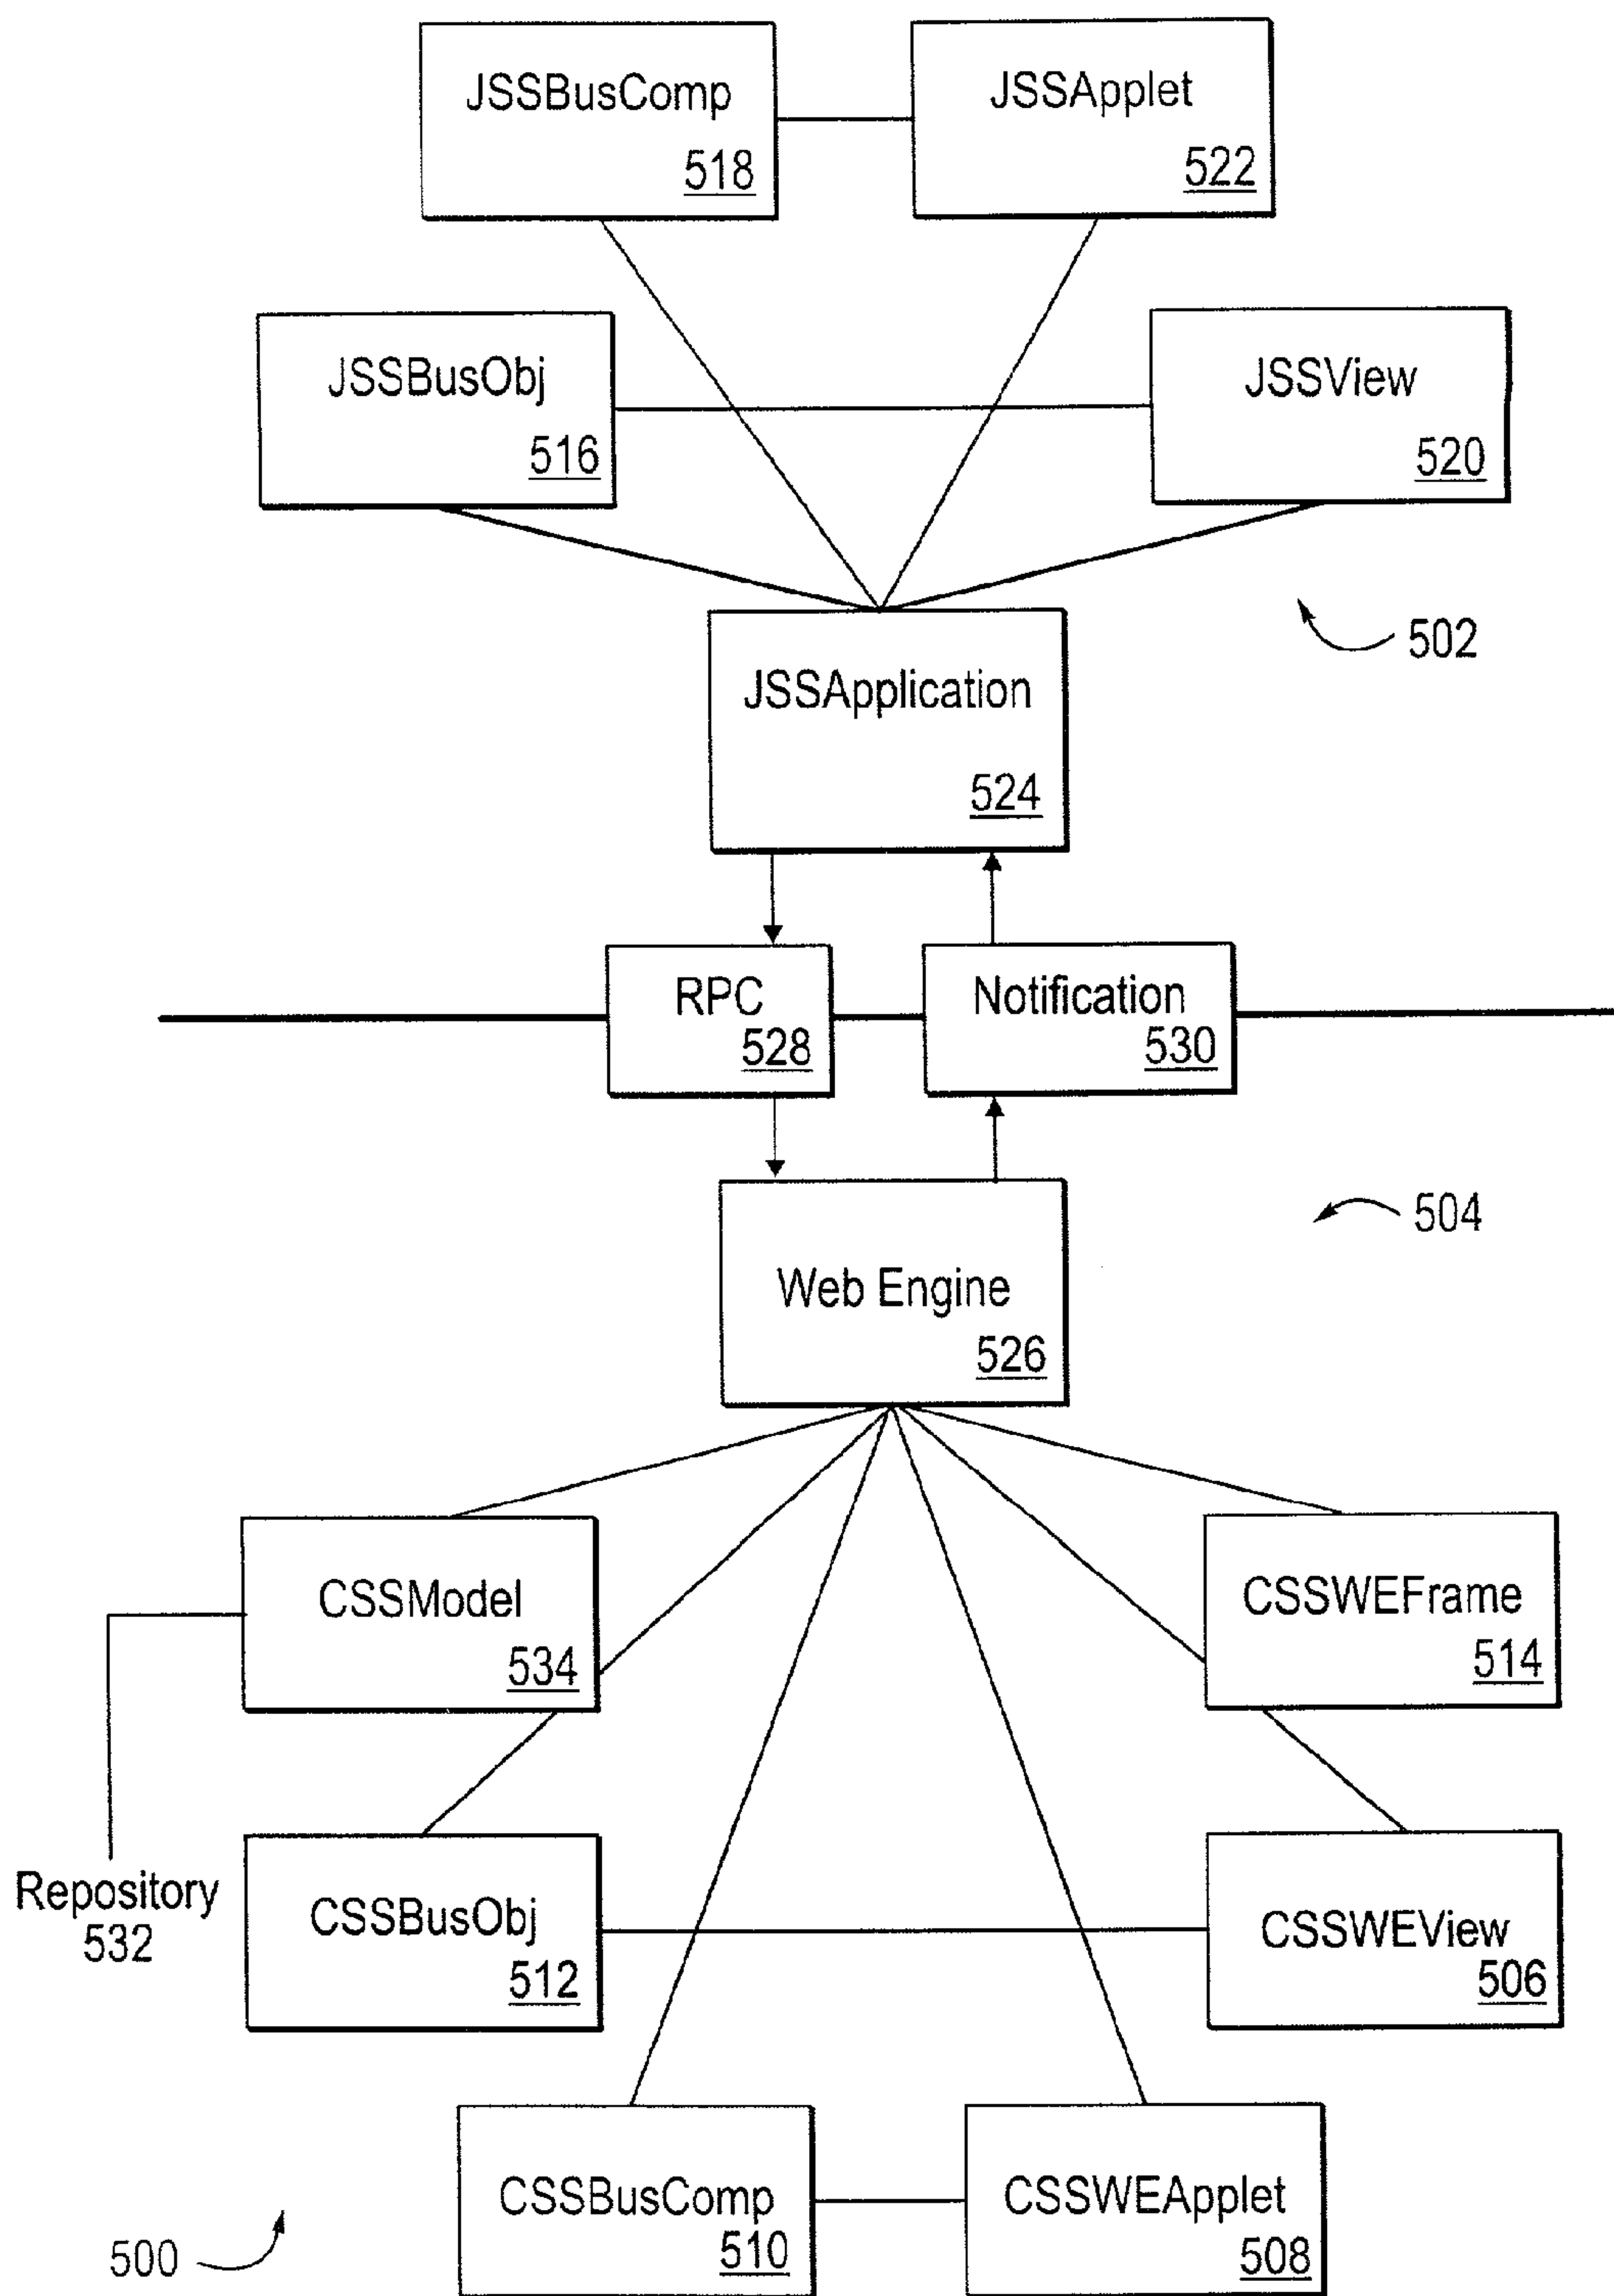 JSSBusComp
518
JSSApplet
522
JSSBusObj
516
JSSView
520
502
JSSApplication
524
RPC
528
Notification
530
504
Web Engine
526
CSSModel
534
CSSWEFrame
514
Repository
532
CSSBusObj
512
CSSWEView
506
CSSBusComp
510
CSSWEApplet
508
500